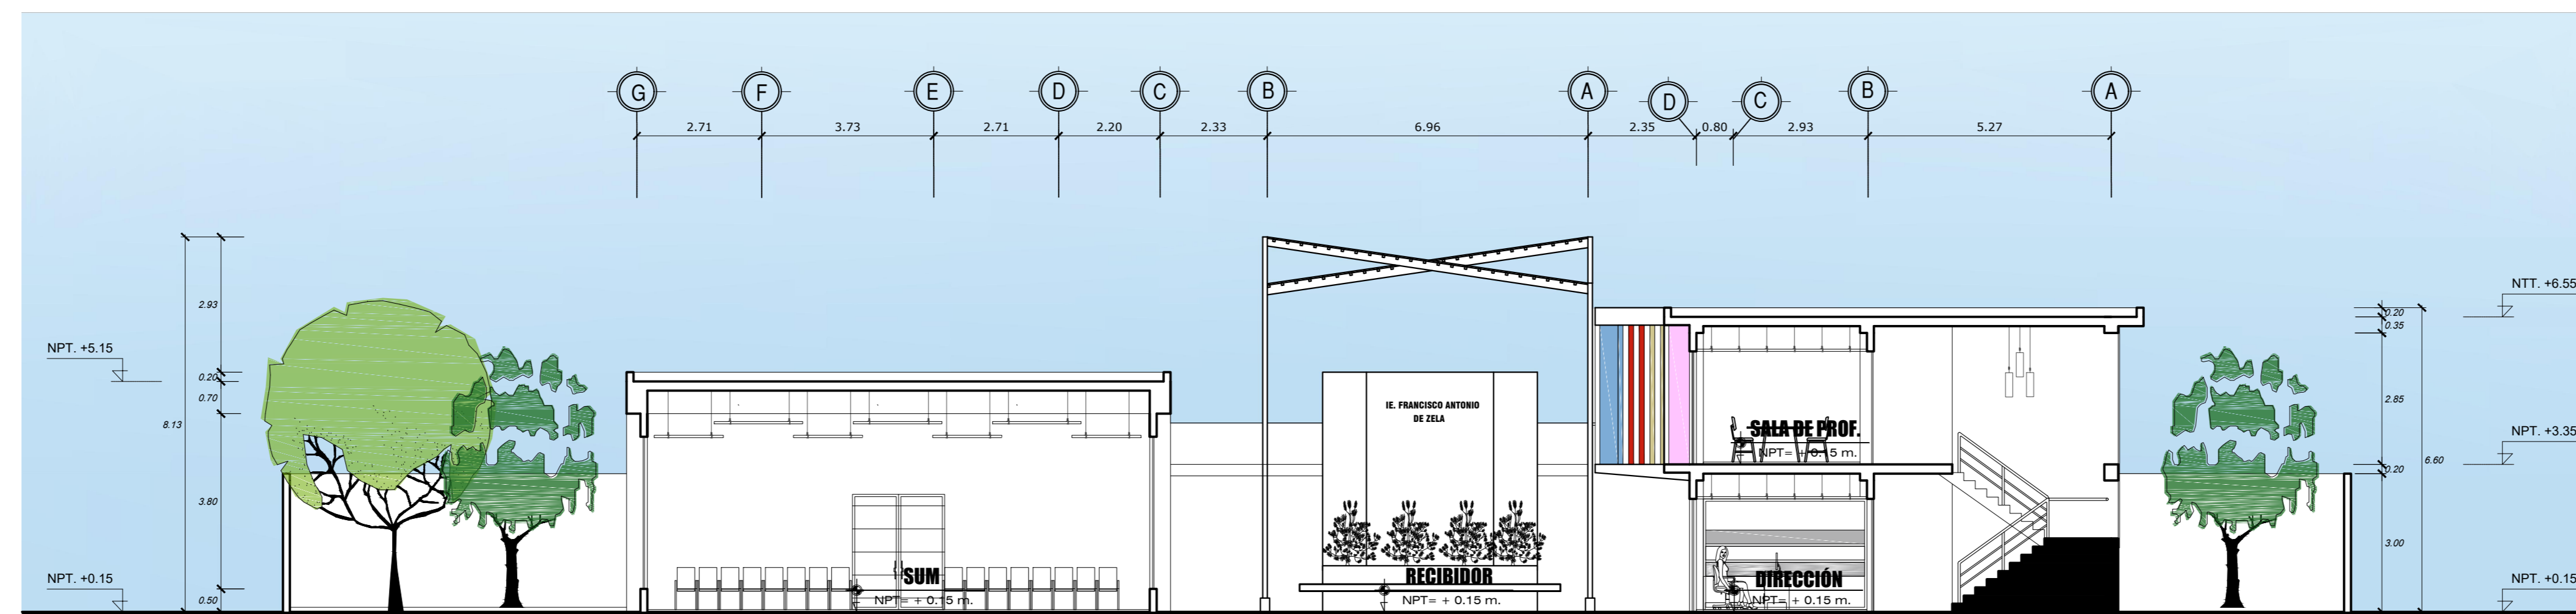 G F E D C B A D C B A
2.71 3.73 2.71 2.20 2.33 6.96 2.35 0.80 2.93 5.27
NPT. +5.15
NPT. +0.15
8.13
2.93
0.20
0.70
3.80
0.50
SUM
NPT= + 0.15 m.
IE. FRANCISCO ANTONIO
DE ZELA
RECIBIDOR
NPT= + 0.15 m.
SALA DE PROF.
NPT= + 0.15 m.
DIRECCIÓN
NPT= + 0.15 m.
0.20
0.35
2.85
0.20
3.00
6.60
NTT. +6.55
NPT. +3.35
NPT. +0.15